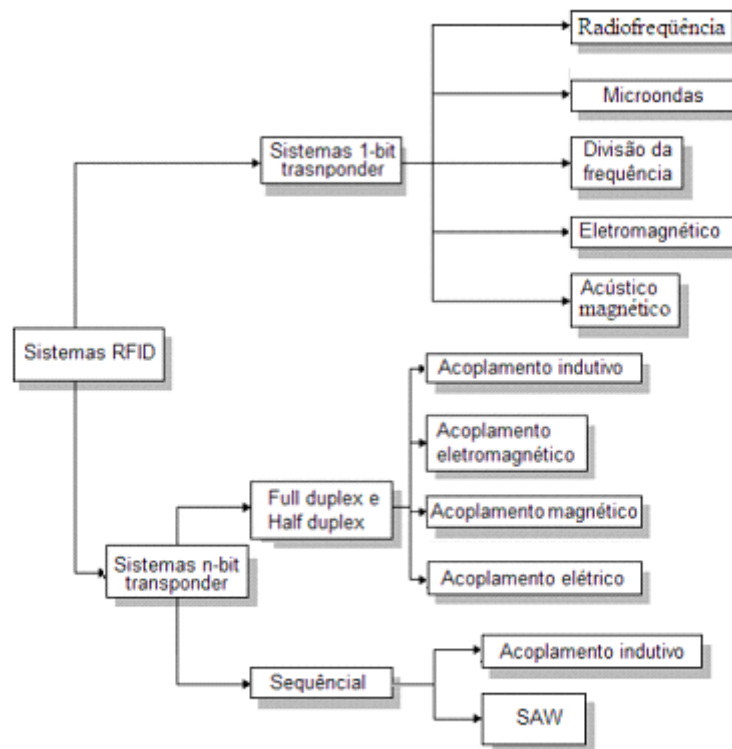 Radiofreqüência
Microondas
Sistemas 1-bit
trasnponder
Divisão da
frequência
Eletromagnético
Acústico
magnético
Sistemas RFID
Acoplamento indutivo
Acoplamento
eletromagnético
Full duplex e
Half duplex
Acoplamento magnético
Sistemas n-bit
transponder
Acoplamento elétrico
Acoplamento indutivo
Sequêncial
SAW